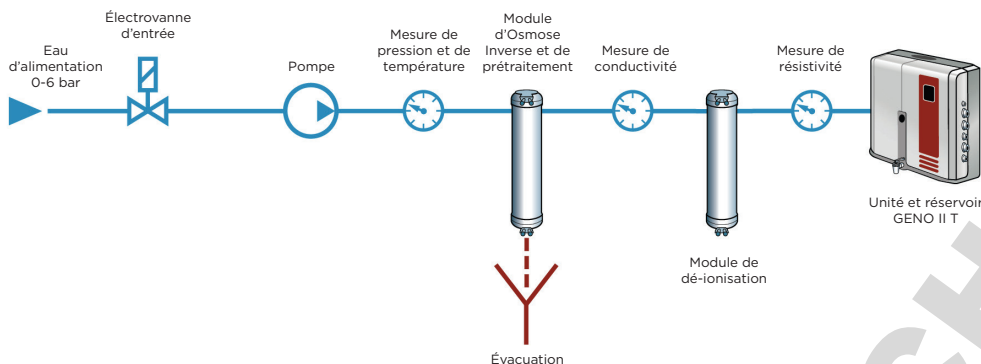 Électrovanne
d'entrée
Eau
d'alimentation
0-6 bar
Pompe
Mesure de
pression et de
température
Module
d'Osmose
Inverse et de
prétraitement
Mesure de
conductivité
Mesure de
résistivité
Unité et réservoir
GENO II T
Module de
dé-ionisation
Évacuation
CH